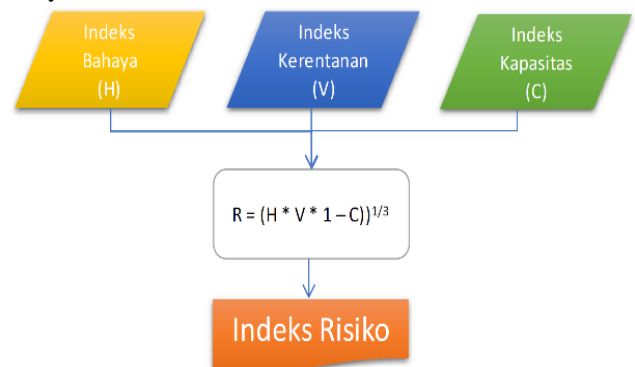 Indeks
Bahaya
(H)
Indeks
Kerentanan
(V)
Indeks
Kapasitas
(C)
R = (H * V * 1 – C))1/3
Indeks Risiko